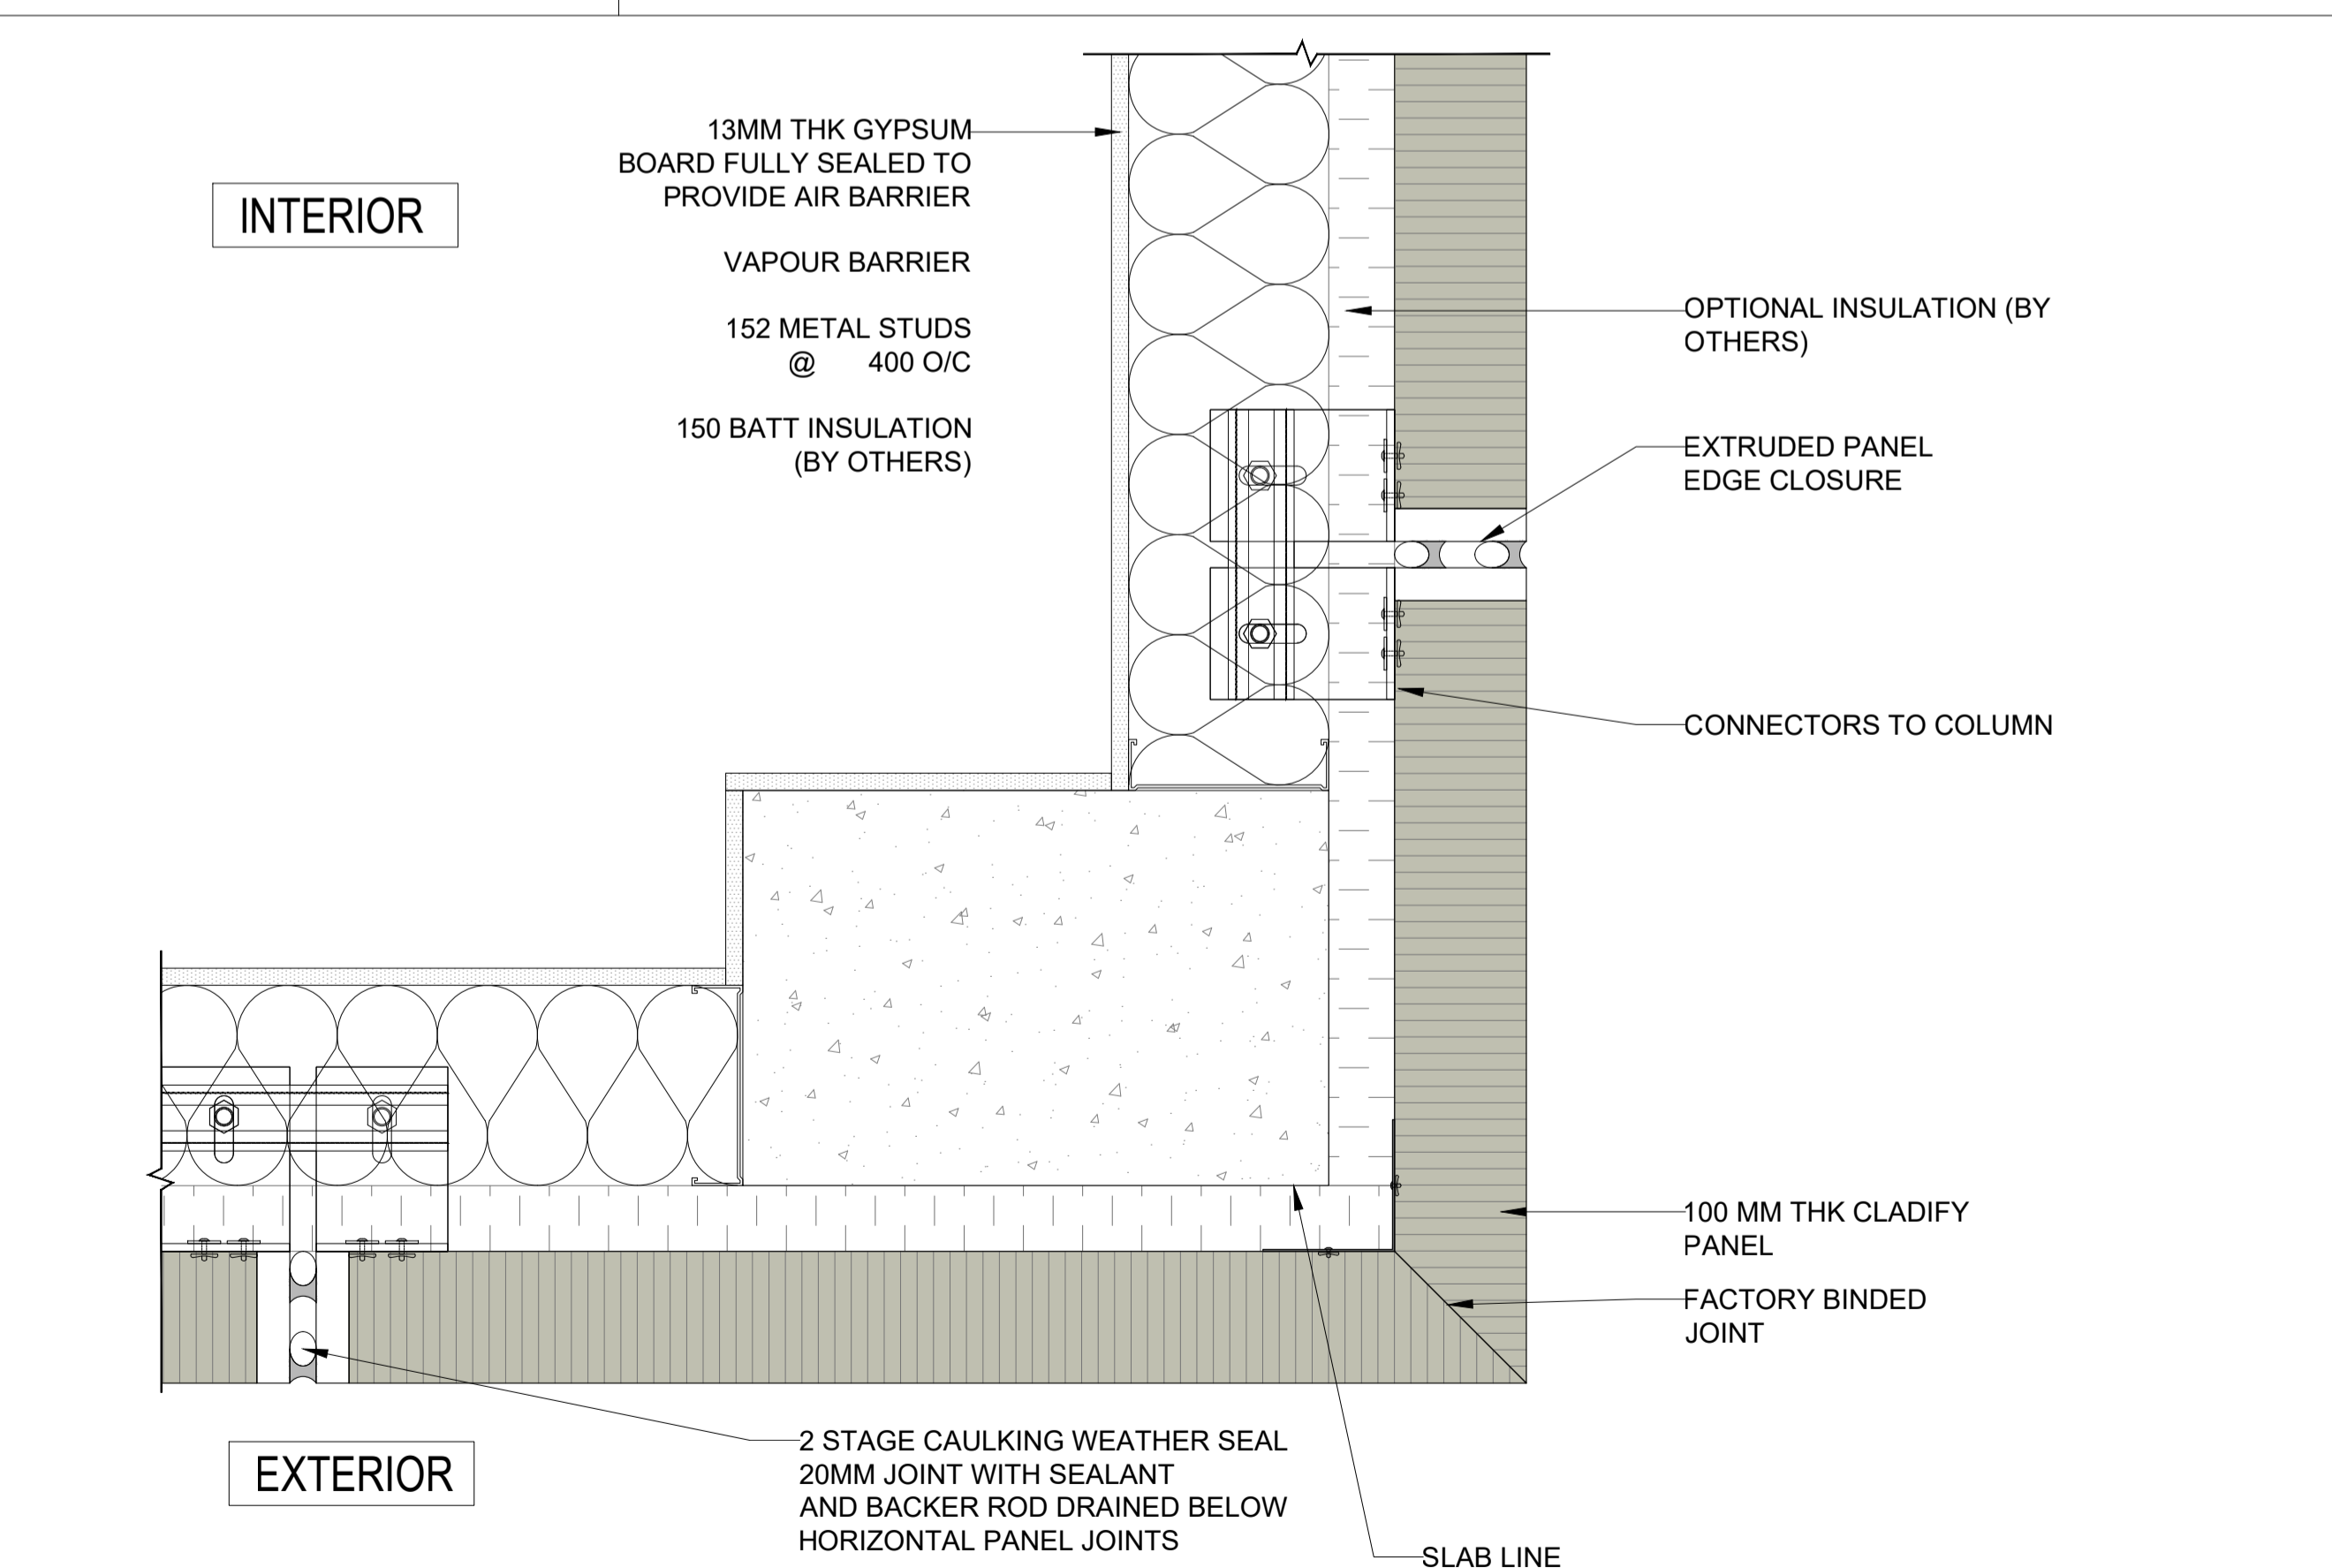 13MM THK GYPSUM
BOARD FULLY SEALED TO
PROVIDE AIR BARRIER
VAPOUR BARRIER
152 METAL STUDS
@ 400 O/C
150 BATT INSULATION
(BY OTHERS)
INTERIOR
OPTIONAL INSULATION (BY
OTHERS)
EXTRUDED PANEL
EDGE CLOSURE
CONNECTORS TO COLUMN
100 MM THK CLADIFY
PANEL
FACTORY BINDED
JOINT
EXTERIOR
2 STAGE CAULKING WEATHER SEAL
20MM JOINT WITH SEALANT
AND BACKER ROD DRAINED BELOW
HORIZONTAL PANEL JOINTS
SLAB LINE